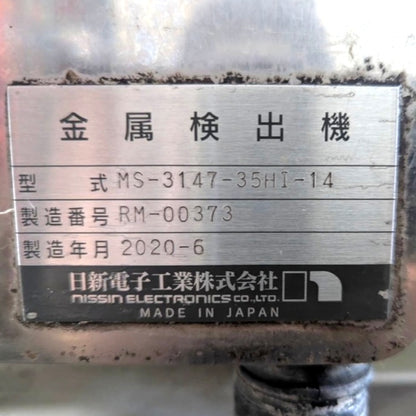 金属検出機
型式 MS-3147-35HI-14
製造番号 RM-00373
製造年月 2020-6
日新電子工業株式会社
NISSIN ELECTRONICS CO.,LTD.
MADE IN JAPAN